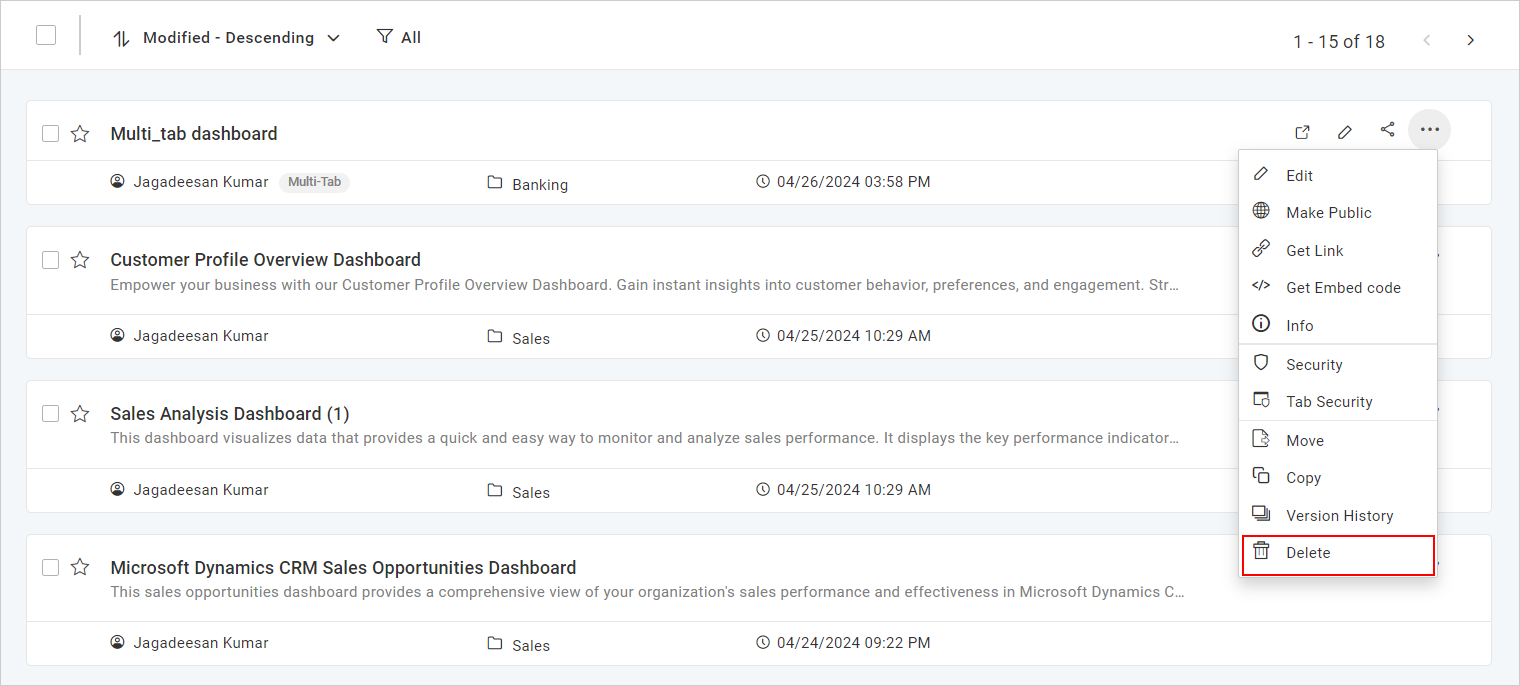 Modified - Descending
All
1 - 15 of 18
Multi_tab dashboard
Jagadeesan Kumar Multi-Tab Banking 04/26/2024 03:58 PM
Customer Profile Overview Dashboard
Empower your business with our Customer Profile Overview Dashboard. Gain instant insights into customer behavior, preferences, and engagement. Str...
Jagadeesan Kumar Sales 04/25/2024 10:29 AM
Sales Analysis Dashboard (1)
This dashboard visualizes data that provides a quick and easy way to monitor and analyze sales performance. It displays the key performance indicator...
Jagadeesan Kumar Sales 04/25/2024 10:29 AM
Microsoft Dynamics CRM Sales Opportunities Dashboard
This sales opportunities dashboard provides a comprehensive view of your organization's sales performance and effectiveness in Microsoft Dynamics C...
Jagadeesan Kumar Sales 04/24/2024 09:22 PM
Edit
Make Public
Get Link
Get Embed code
Info
Security
Tab Security
Move
Copy
Version History
Delete